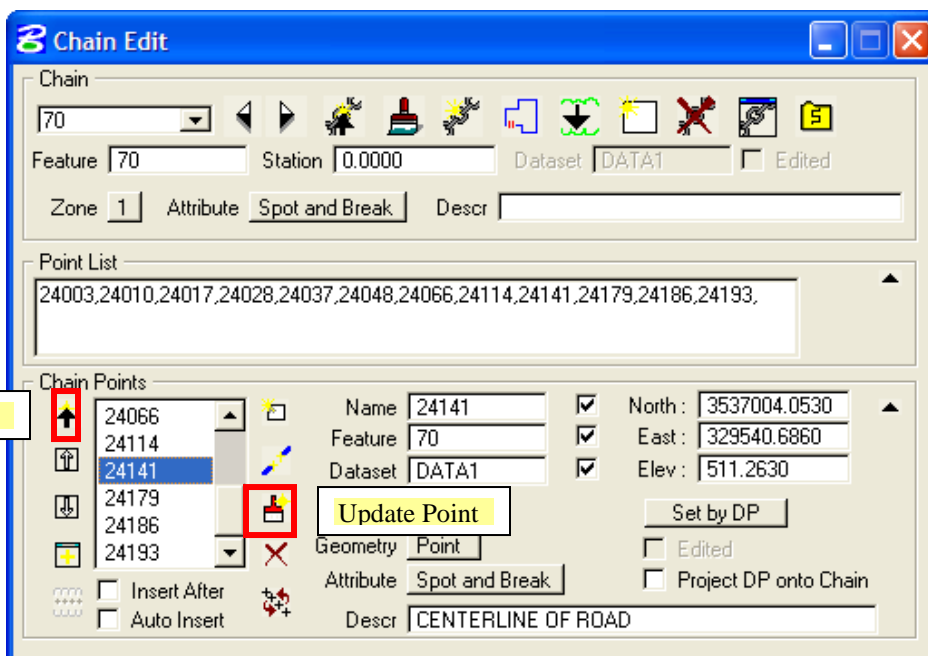 Chain Edit
Chain
70
Feature 70 Station 0.0000 Dataset DATA1 Edited
Zone 1 Attribute Spot and Break Descr
Point List
24003,24010,24017,24028,24037,24048,24066,24114,24141,24179,24186,24193,
Chain Points
24066
24114
24141
24179
24186
24193
Insert After
Auto Insert
Name 24141
Feature 70
Dataset DATA1
Update Point
Geometry Point
Attribute Spot and Break
Descr CENTERLINE OF ROAD
North : 3537004.0530
East : 329540.6860
Elev : 511.2630
Set by DP
Edited
Project DP onto Chain